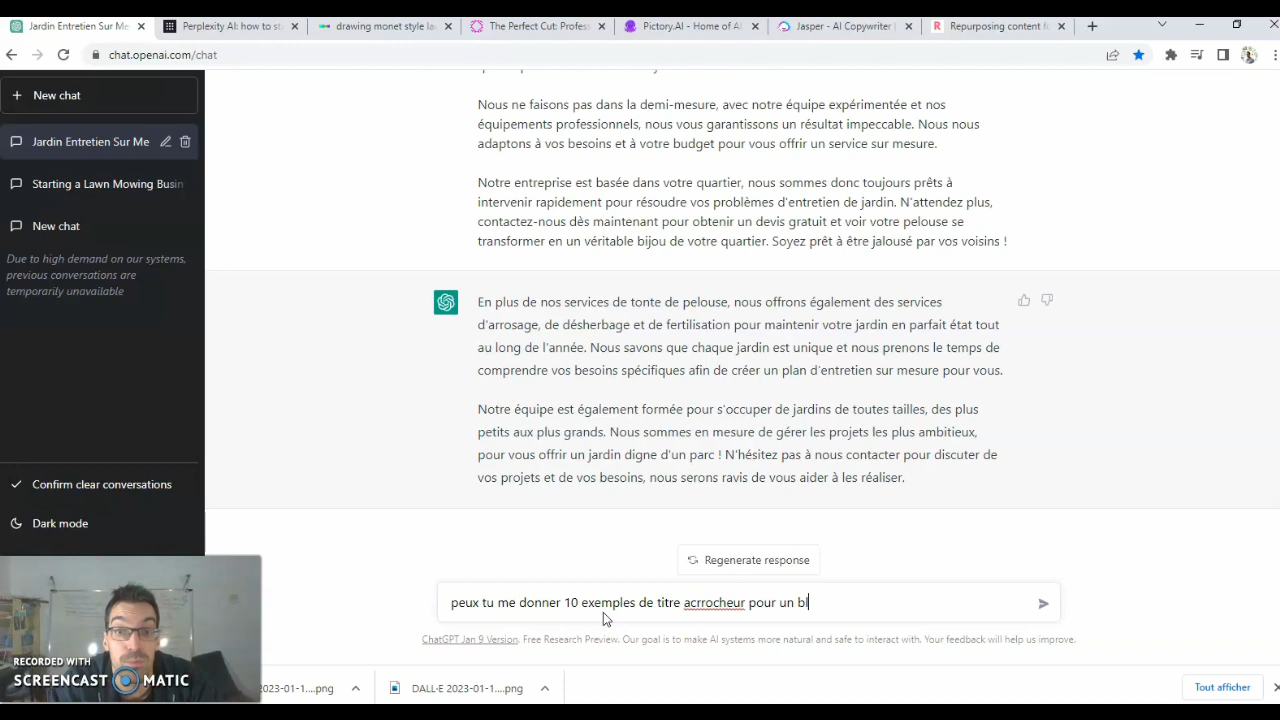 Jardin Entretien Sur Me
Perplexity AI: how to st
drawing monet style la
The Perfect Cut: Profess
Pictory.AI - Home of AI
Jasper - AI Copywriter |
Repurposing content fo
chat.openai.com/chat
New chat
Jardin Entretien Sur Me
Starting a Lawn Mowing Busin
New chat
Due to high demand on our systems,
previous conversations are
temporarily unavailable
Confirm clear conversations
Dark mode
Nous ne faisons pas dans la demi-mesure, avec notre équipe expérimentée et nos
équipements professionnels, nous vous garantissons un résultat impeccable. Nous nous
adaptons à vos besoins et à votre budget pour vous offrir un service sur mesure.
Notre entreprise est basée dans votre quartier, nous sommes donc toujours prêts à
intervenir rapidement pour résoudre vos problèmes d'entretien de jardin. N'attendez plus,
contactez-nous dès maintenant pour obtenir un devis gratuit et voir votre pelouse se
transformer en un véritable bijou de votre quartier. Soyez prêt à être jalousé par vos voisins !
En plus de nos services de tonte de pelouse, nous offrons également des services
d'arrosage, de désherbage et de fertilisation pour maintenir votre jardin en parfait état tout
au long de l'année. Nous savons que chaque jardin est unique et nous prenons le temps de
comprendre vos besoins spécifiques afin de créer un plan d'entretien sur mesure pour vous.
Notre équipe est également formée pour s'occuper de jardins de toutes tailles, des plus
petits aux plus grands. Nous sommes en mesure de gérer les projets les plus ambitieux,
pour vous offrir un jardin digne d'un parc ! N'hésitez pas à nous contacter pour discuter de
vos projets et de vos besoins, nous serons ravis de vous aider à les réaliser.
Regenerate response
peux tu me donner 10 exemples de titre acrrocheur pour un bl
ChatGPT Jan 9 Version. Free Research Preview. Our goal is to make AI systems more natural and safe to interact with. Your feedback will help us improve.
RECORDED WITH
SCREENCAST MATIC
2023-01-1....png
DALL·E 2023-01-1....png
Tout afficher